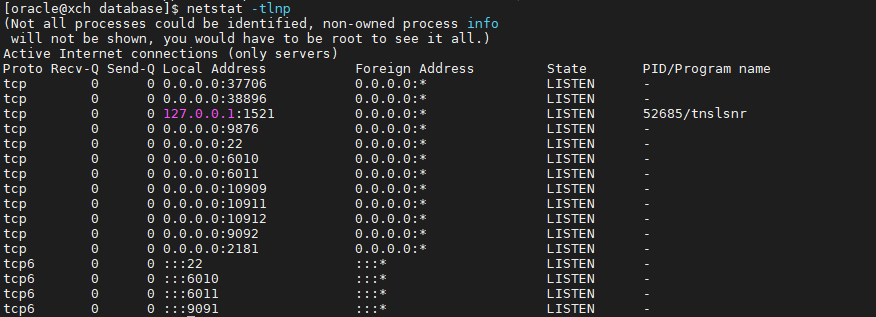 [oracle@xch database]$ netstat -tlnp
(Not all processes could be identified, non-owned process info
 will not be shown, you would have to be root to see it all.)
Active Internet connections (only servers)
Proto Recv-Q Send-Q Local Address           Foreign Address         State       PID/Program name
tcp        0      0 0.0.0.0:37706           0.0.0.0:*               LISTEN      -
tcp        0      0 0.0.0.0:38896           0.0.0.0:*               LISTEN      -
tcp        0      0 127.0.0.1:1521          0.0.0.0:*               LISTEN      52685/tnslsnr
tcp        0      0 0.0.0.0:9876            0.0.0.0:*               LISTEN      -
tcp        0      0 0.0.0.0:22              0.0.0.0:*               LISTEN      -
tcp        0      0 0.0.0.0:6010            0.0.0.0:*               LISTEN      -
tcp        0      0 0.0.0.0:6011            0.0.0.0:*               LISTEN      -
tcp        0      0 0.0.0.0:10909           0.0.0.0:*               LISTEN      -
tcp        0      0 0.0.0.0:10911           0.0.0.0:*               LISTEN      -
tcp        0      0 0.0.0.0:10912           0.0.0.0:*               LISTEN      -
tcp        0      0 0.0.0.0:9092            0.0.0.0:*               LISTEN      -
tcp        0      0 0.0.0.0:2181            0.0.0.0:*               LISTEN      -
tcp6       0      0 :::22                   :::*                    LISTEN      -
tcp6       0      0 :::6010                 :::*                    LISTEN      -
tcp6       0      0 :::6011                 :::*                    LISTEN      -
tcp6       0      0 :::9091                 :::*                    LISTEN      -